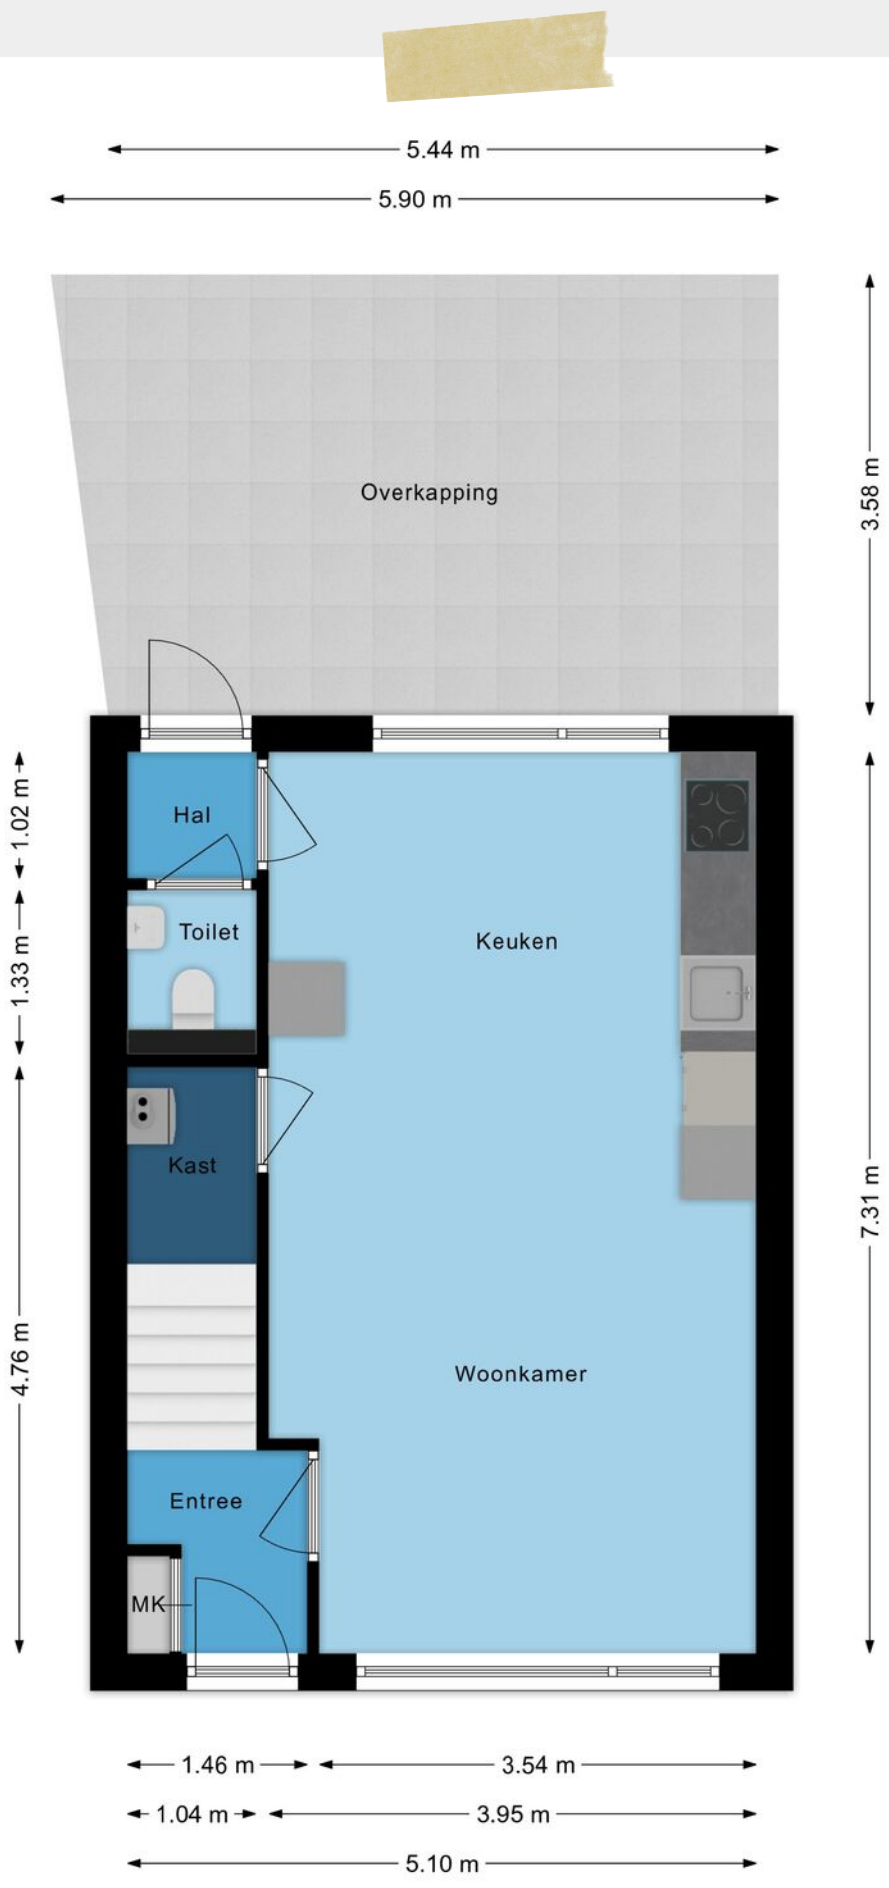 5.44 m
5.90 m
Overkapping
3.58 m
Hal
1.02 m
Toilet
Keuken
1.33 m
Kast
7.31 m
4.76 m
Woonkamer
Entree
MK
1.46 m
3.54 m
1.04 m
3.95 m
5.10 m